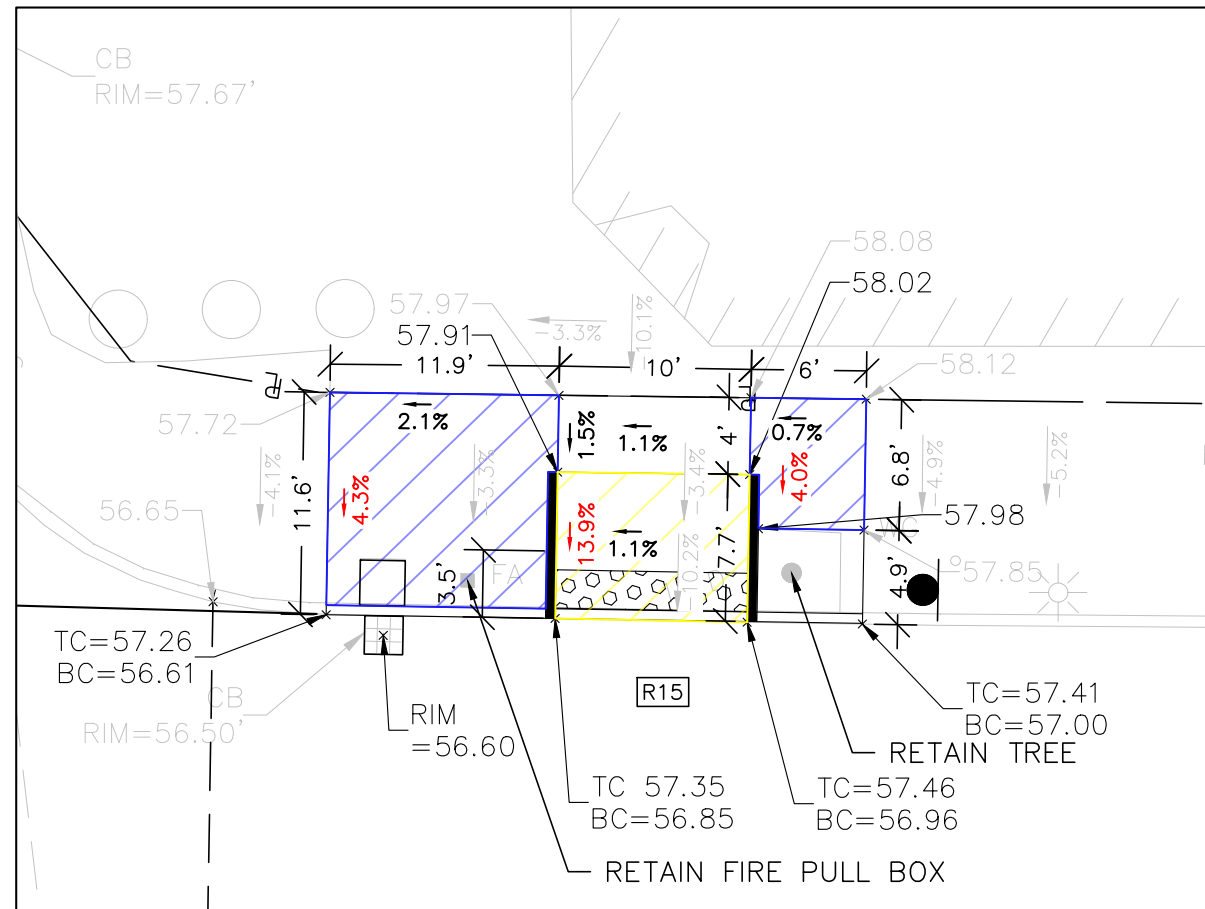 CB
RIM=57.67'
58.08
58.02
57.97
57.91
-3.3%
10.1%
11.9'
10'
6'
58.12
57.72
2.1%
1.5%
1.1%
4'
0.7%
-4.1%
11.6'
4.3%
-3.3%
-3.4%
4.0%
6.8'
-4.9%
-5.2%
56.65
13.9%
1.1%
7.7'
57.98
WC
3.5'
FA
10.2%
4.9'
57.85
TC=57.26
BC=56.61
CB
RIM=56.50'
RIM
=56.60
R15
TC=57.41
BC=57.00
RETAIN TREE
TC 57.35
BC=56.85
TC=57.46
BC=56.96
RETAIN FIRE PULL BOX